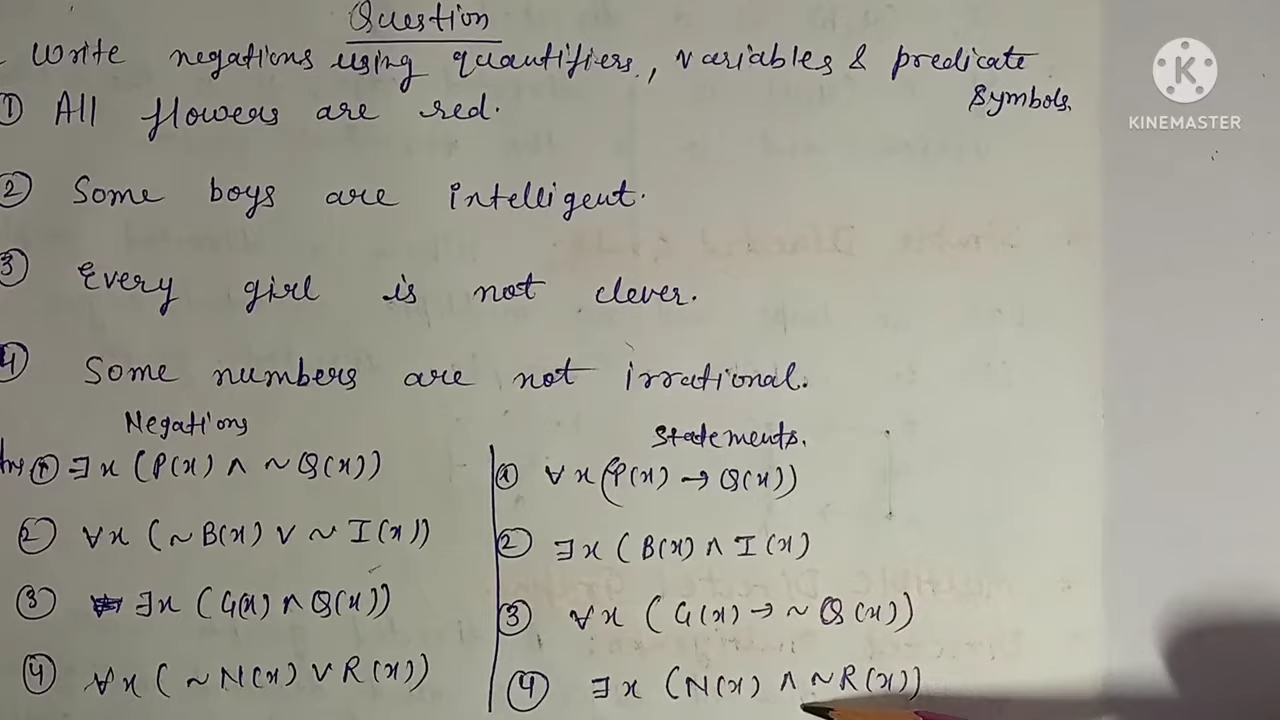 Question
Write negations using quantifiers, variables & predicate symbols.
① All flowers are red.
② Some boys are intelligent.
③ Every girl is not clever.
④ Some numbers are not irrational.
Negations
Ans ① ∃x (P(x) ∧ ~Q(x))
② ∀x (~B(x) ∨ ~I(x))
③ ∃x (G(x) ∧ Q(x))
④ ∀x (~N(x) ∨ R(x))
Statements.
① ∀x (P(x) → Q(x))
② ∃x (B(x) ∧ I(x)
③ ∀x (G(x) → ~Q(x))
④ ∃x (N(x) ∧ ~R(x))
K
KINEMASTER